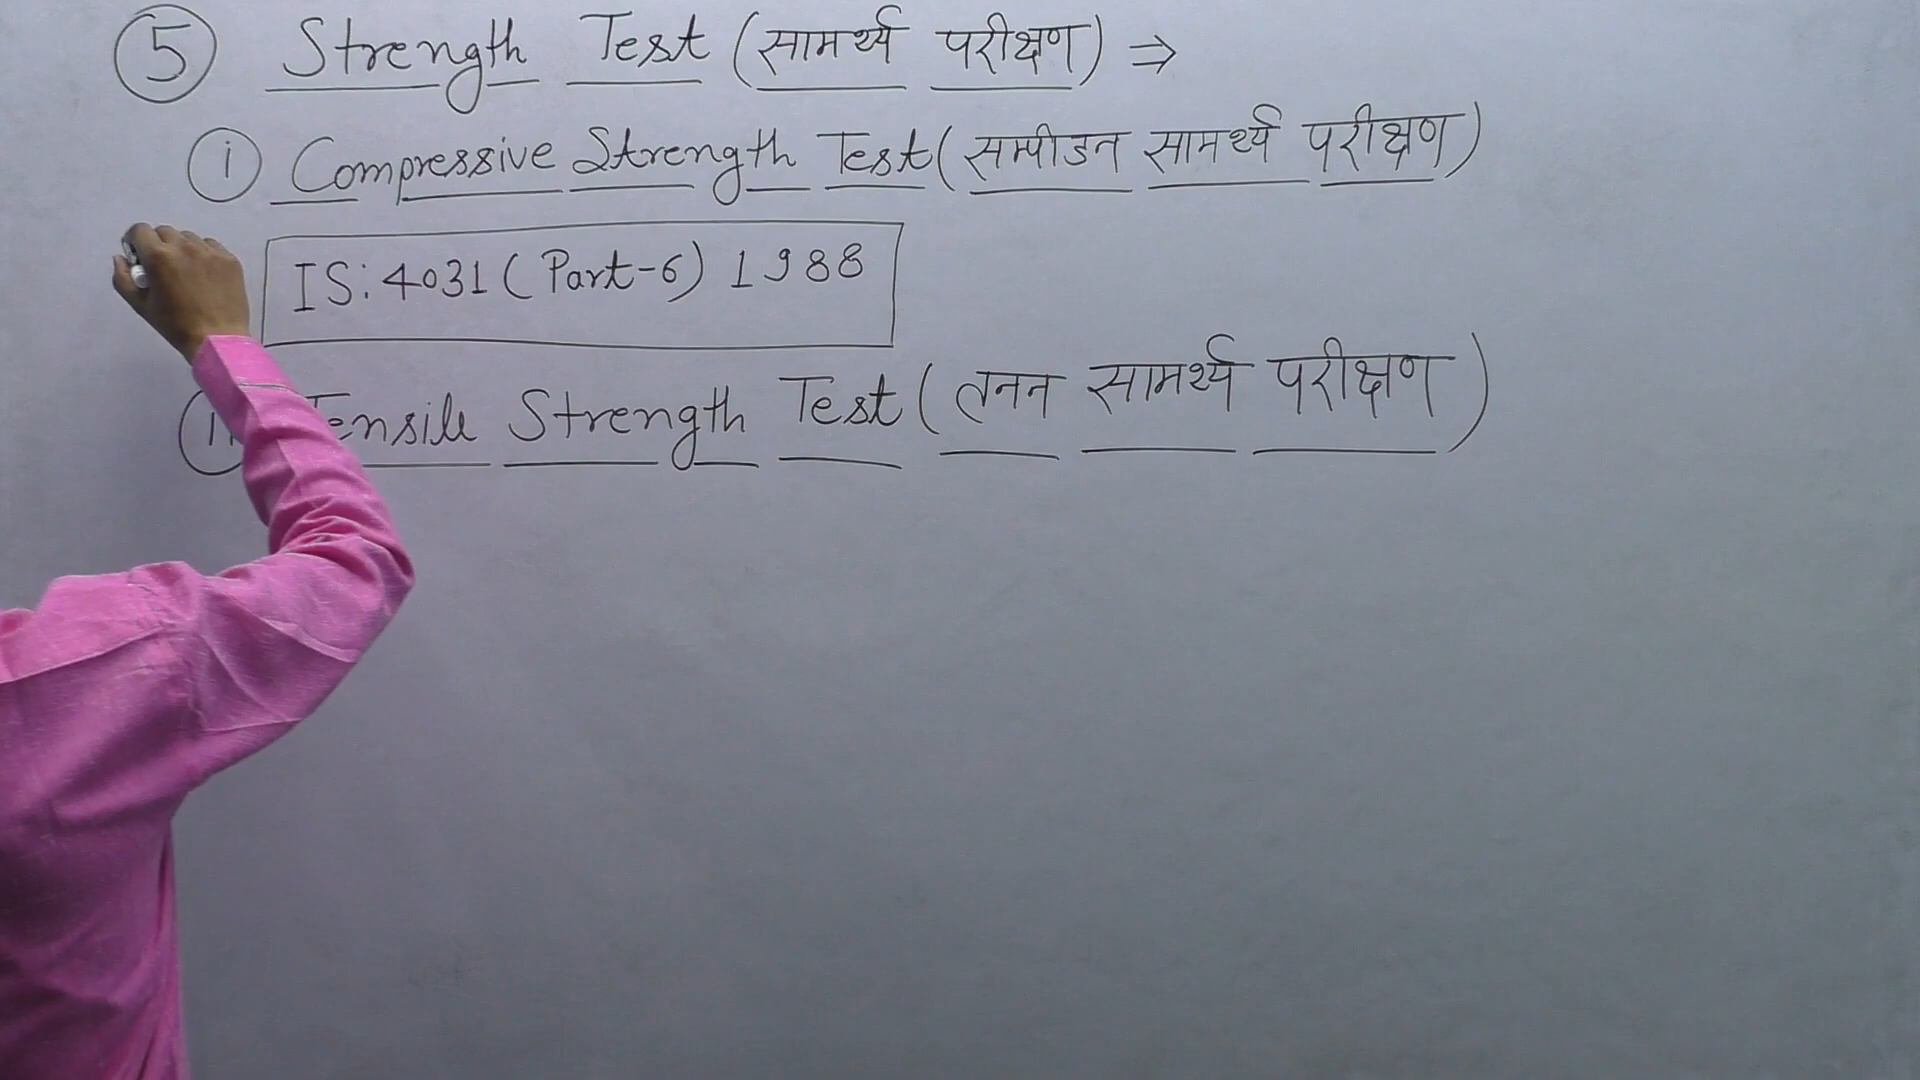 ⑤ Strength Test (सामर्थ्य परीक्षण) ⇒
ⓘ Compressive Strength Test (सम्पीडन सामर्थ्य परीक्षण)
IS: 4031 (Part-6) 1988
Tensile Strength Test (तनन सामर्थ्य परीक्षण)